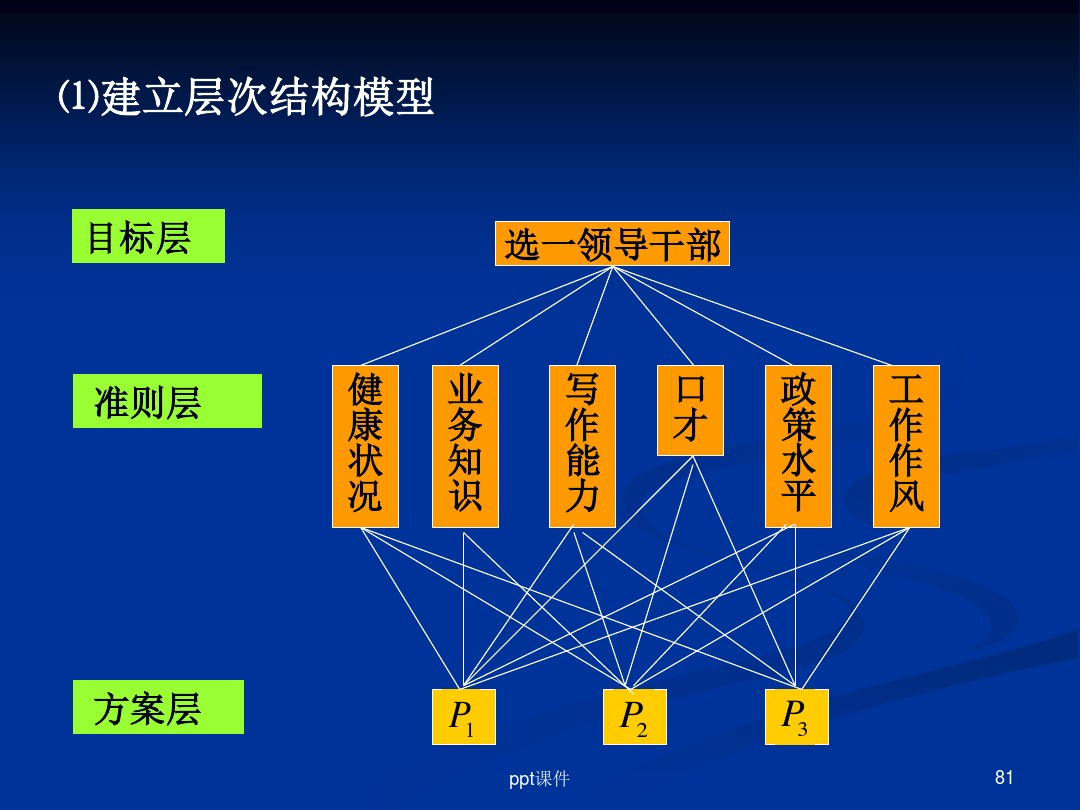 ⑴建立层次结构模型
目标层
选一领导干部
准则层
健康状况
业务知识
写作能力
口才
政策水平
工作作风
方案层
P1
P2
P3
ppt课件
81